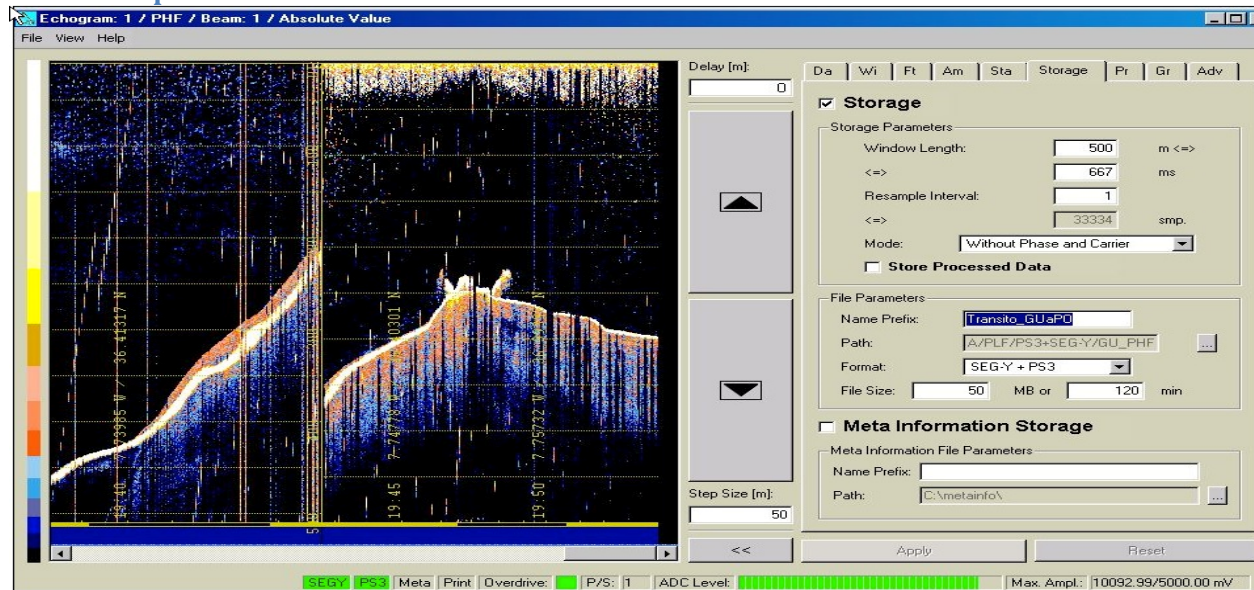 Echogram: 1 / PHF / Beam: 1 / Absolute Value
File View Help
Delay [m]:
0
Step Size [m]:
50
<<
19:40
19:45
19:50
Da Wi Ft Am Sta Storage Pr Gr Adv
Storage
Storage Parameters
Window Length: 500 m <=>
<=> 667 ms
Resample Interval: 1
<=> 33334 smp.
Mode: Without Phase and Carrier
Store Processed Data
File Parameters
Name Prefix: Transito_GUaPO
Path: A/PLF/PS3+SEG-Y/GU_PHF ...
Format: SEG-Y + PS3
File Size: 50 MB or 120 min
Meta Information Storage
Meta Information File Parameters
Name Prefix:
Path: C:\metainfo\ ...
Apply Reset
SEGY PS3 Meta Print Overdrive: P/S: 1 ADC Level: Max. Ampl.: 10092.99/5000.00 mV